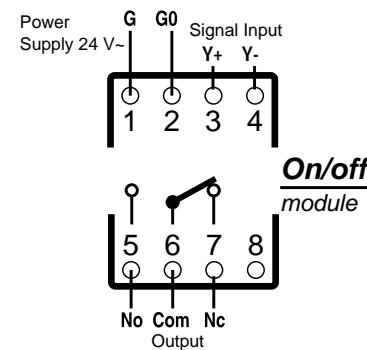 Power
Supply 24 V~
G G0
Signal Input
Y+ Y-
1 2 3 4
On/off
module
5 6 7 8
No Com Nc
Output